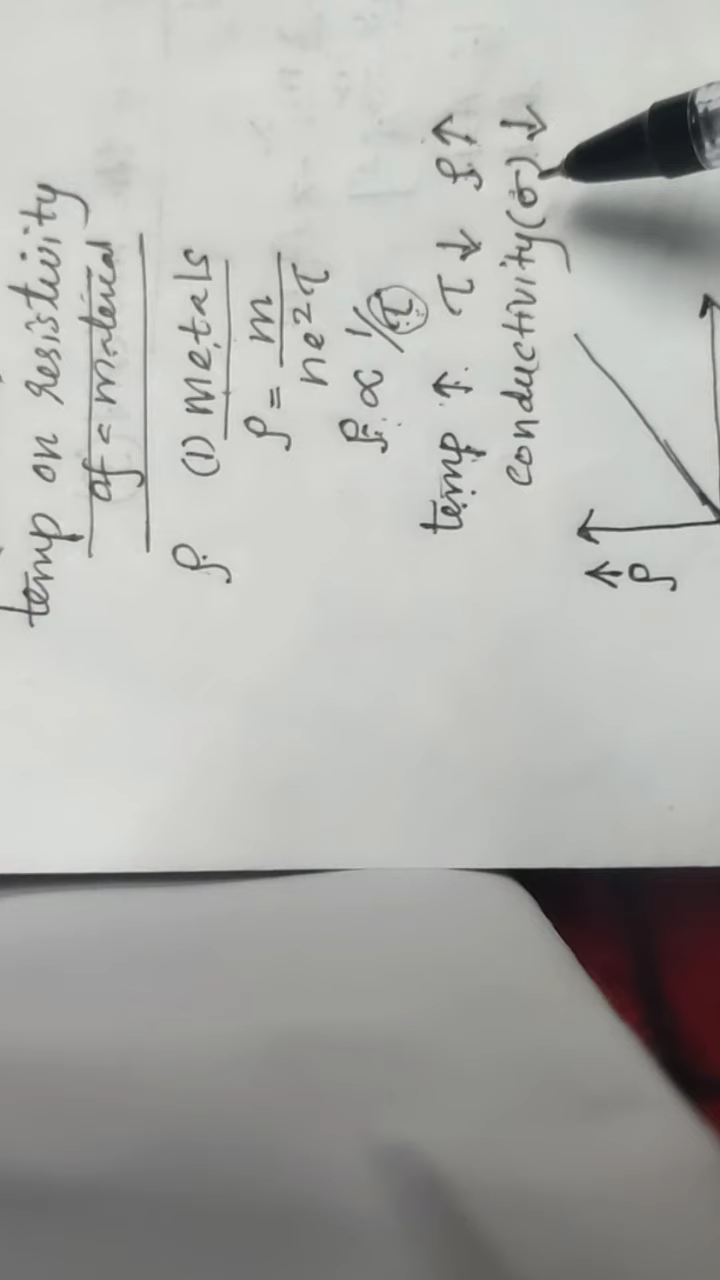 temp on resistivity
of = material
ρ (1) metals
ρ = m/ne²τ
ρ ∝ 1/τ
temp ↑ τ ↓ ρ ↑
conductivity (σ) ↓
↑ ρ